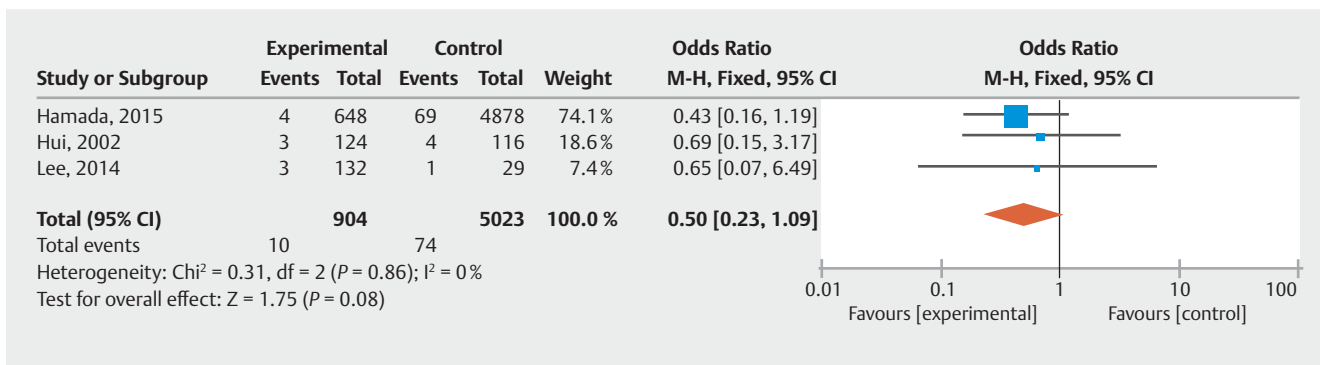 Experimental Control Odds Ratio Odds Ratio
Study or Subgroup Events Total Events Total Weight M-H, Fixed, 95% CI M-H, Fixed, 95% CI
Hamada, 2015 4 648 69 4878 74.1 % 0.43 [0.16, 1.19]
Hui, 2002 3 124 4 116 18.6 % 0.69 [0.15, 3.17]
Lee, 2014 3 132 1 29 7.4 % 0.65 [0.07, 6.49]
Total (95% CI) 904 5023 100.0 % 0.50 [0.23, 1.09]
Total events 10 74
Heterogeneity: Chi² = 0.31, df = 2 (P = 0.86); I² = 0 %
Test for overall effect: Z = 1.75 (P = 0.08)
0.01 0.1 1 10 100
Favours [experimental] Favours [control]